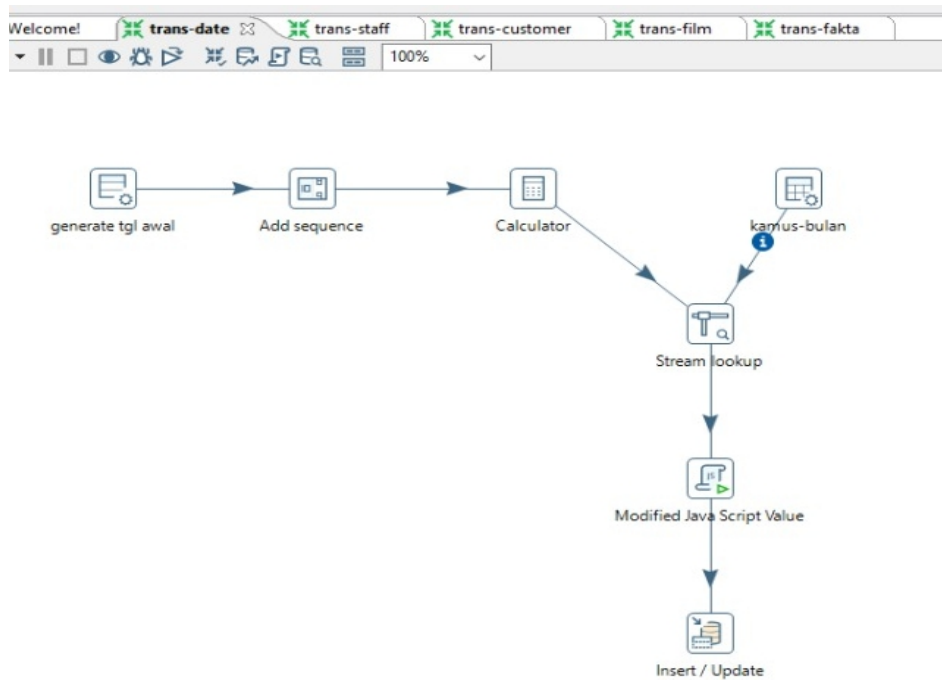 Welcome! trans-date trans-staff trans-customer trans-film trans-fakta
100%
generate tgl awal Add sequence Calculator kamus-bulan
Stream lookup
Modified Java Script Value
Insert / Update